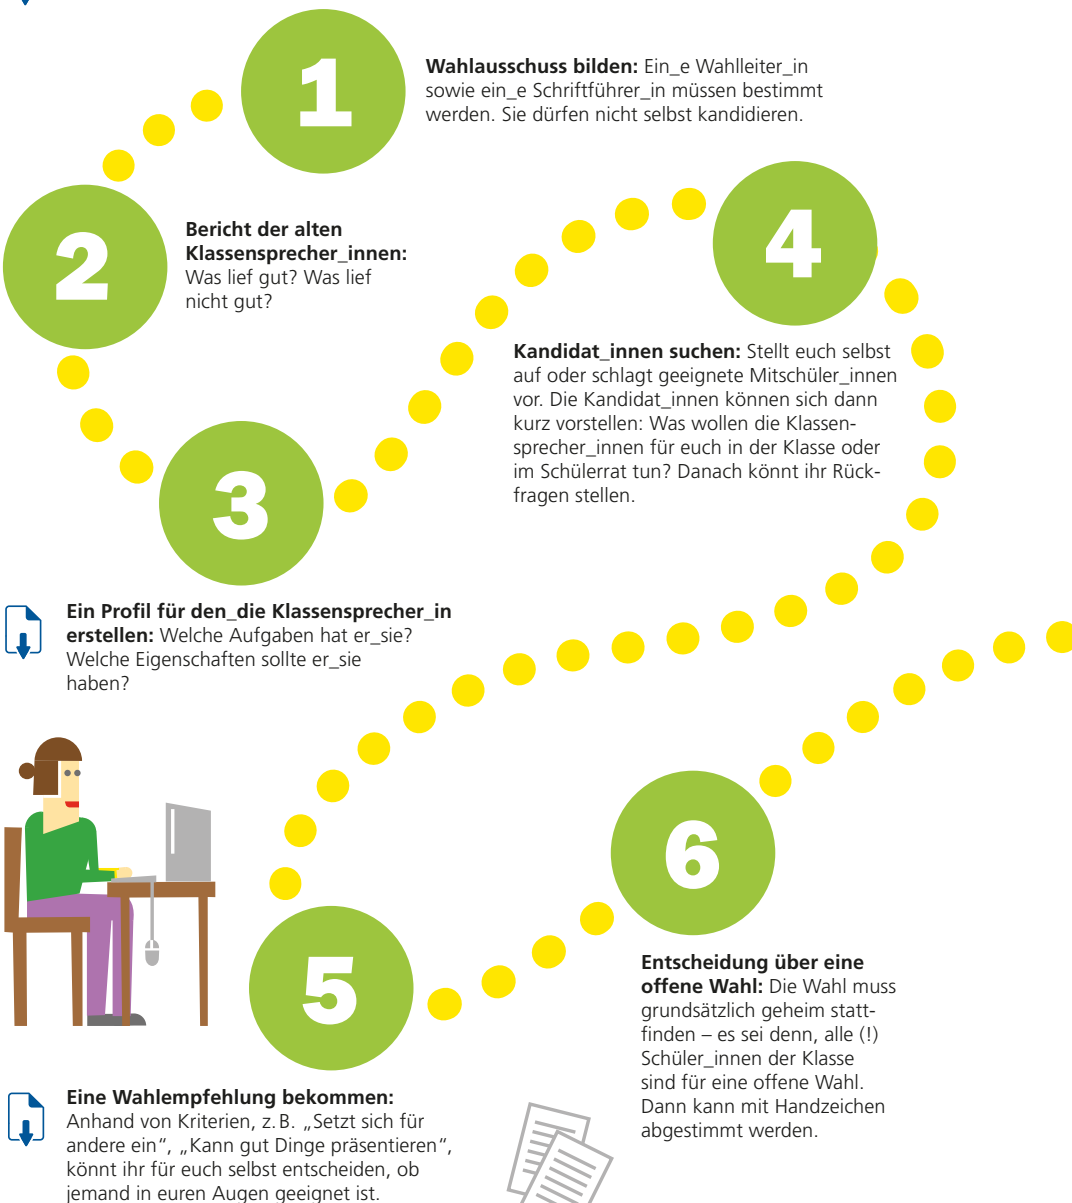 1
Wahlausschuss bilden: Ein_e Wahlleiter_in
sowie ein_e Schriftführer_in müssen bestimmt
werden. Sie dürfen nicht selbst kandidieren.
2
Bericht der alten
Klassensprecher_innen:
Was lief gut? Was lief
nicht gut?
3
Ein Profil für den_die Klassensprecher_in
erstellen: Welche Aufgaben hat er_sie?
Welche Eigenschaften sollte er_sie
haben?
4
Kandidat_innen suchen: Stellt euch selbst
auf oder schlagt geeignete Mitschüler_innen
vor. Die Kandidat_innen können sich dann
kurz vorstellen: Was wollen die Klassen-
sprecher_innen für euch in der Klasse oder
im Schülerrat tun? Danach könnt ihr Rück-
fragen stellen.
5
Eine Wahlempfehlung bekommen:
Anhand von Kriterien, z. B. „Setzt sich für
andere ein“, „Kann gut Dinge präsentieren“,
könnt ihr für euch selbst entscheiden, ob
jemand in euren Augen geeignet ist.
6
Entscheidung über eine
offene Wahl: Die Wahl muss
grundsätzlich geheim statt-
finden – es sei denn, alle (!)
Schüler_innen der Klasse
sind für eine offene Wahl.
Dann kann mit Handzeichen
abgestimmt werden.